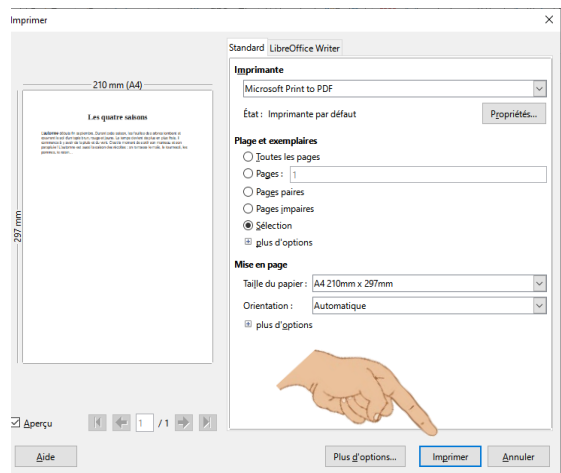 Imprimer
Standard LibreOffice Writer
210 mm (A4)
297 mm
Les quatre saisons
Imprimante
Microsoft Print to PDF
État : Imprimante par défaut
Propriétés...
Plage et exemplaires
Toutes les pages
Pages : 1
Pages paires
Pages impaires
Sélection
plus d'options
Mise en page
Taille du papier : A4 210mm x 297mm
Orientation : Automatique
plus d'options
Aperçu
1 / 1
Aide
Plus d'options...
Imprimer
Annuler